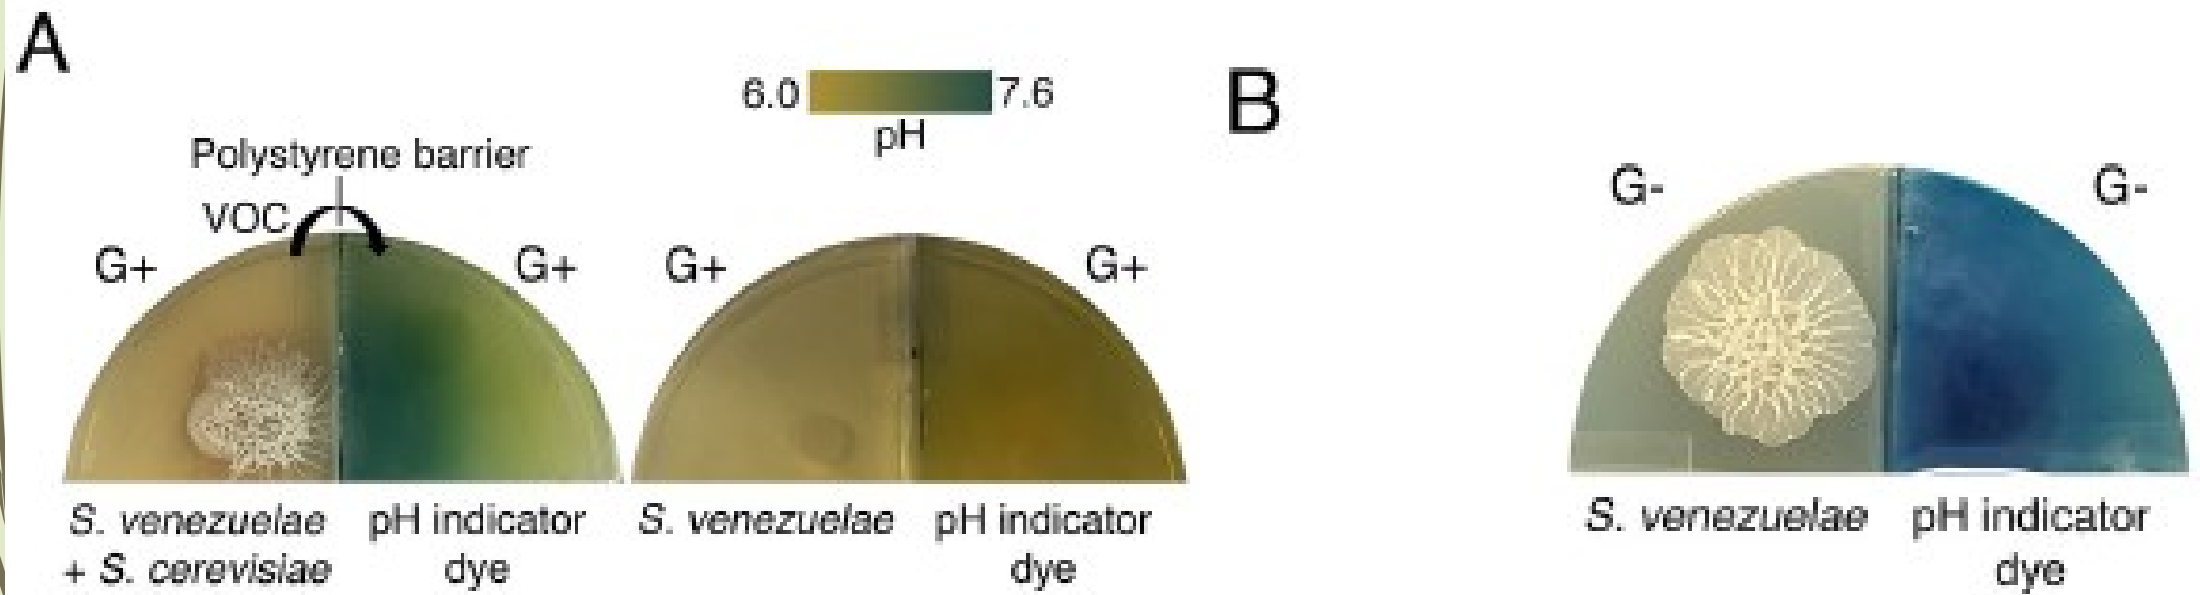 A
6.0 7.6
pH
B
Polystyrene barrier
VOC
G+ G+ G+ G+
G- G-
S. venezuelae
+ S. cerevisiae
pH indicator
dye
S. venezuelae
pH indicator
dye
S. venezuelae
pH indicator
dye